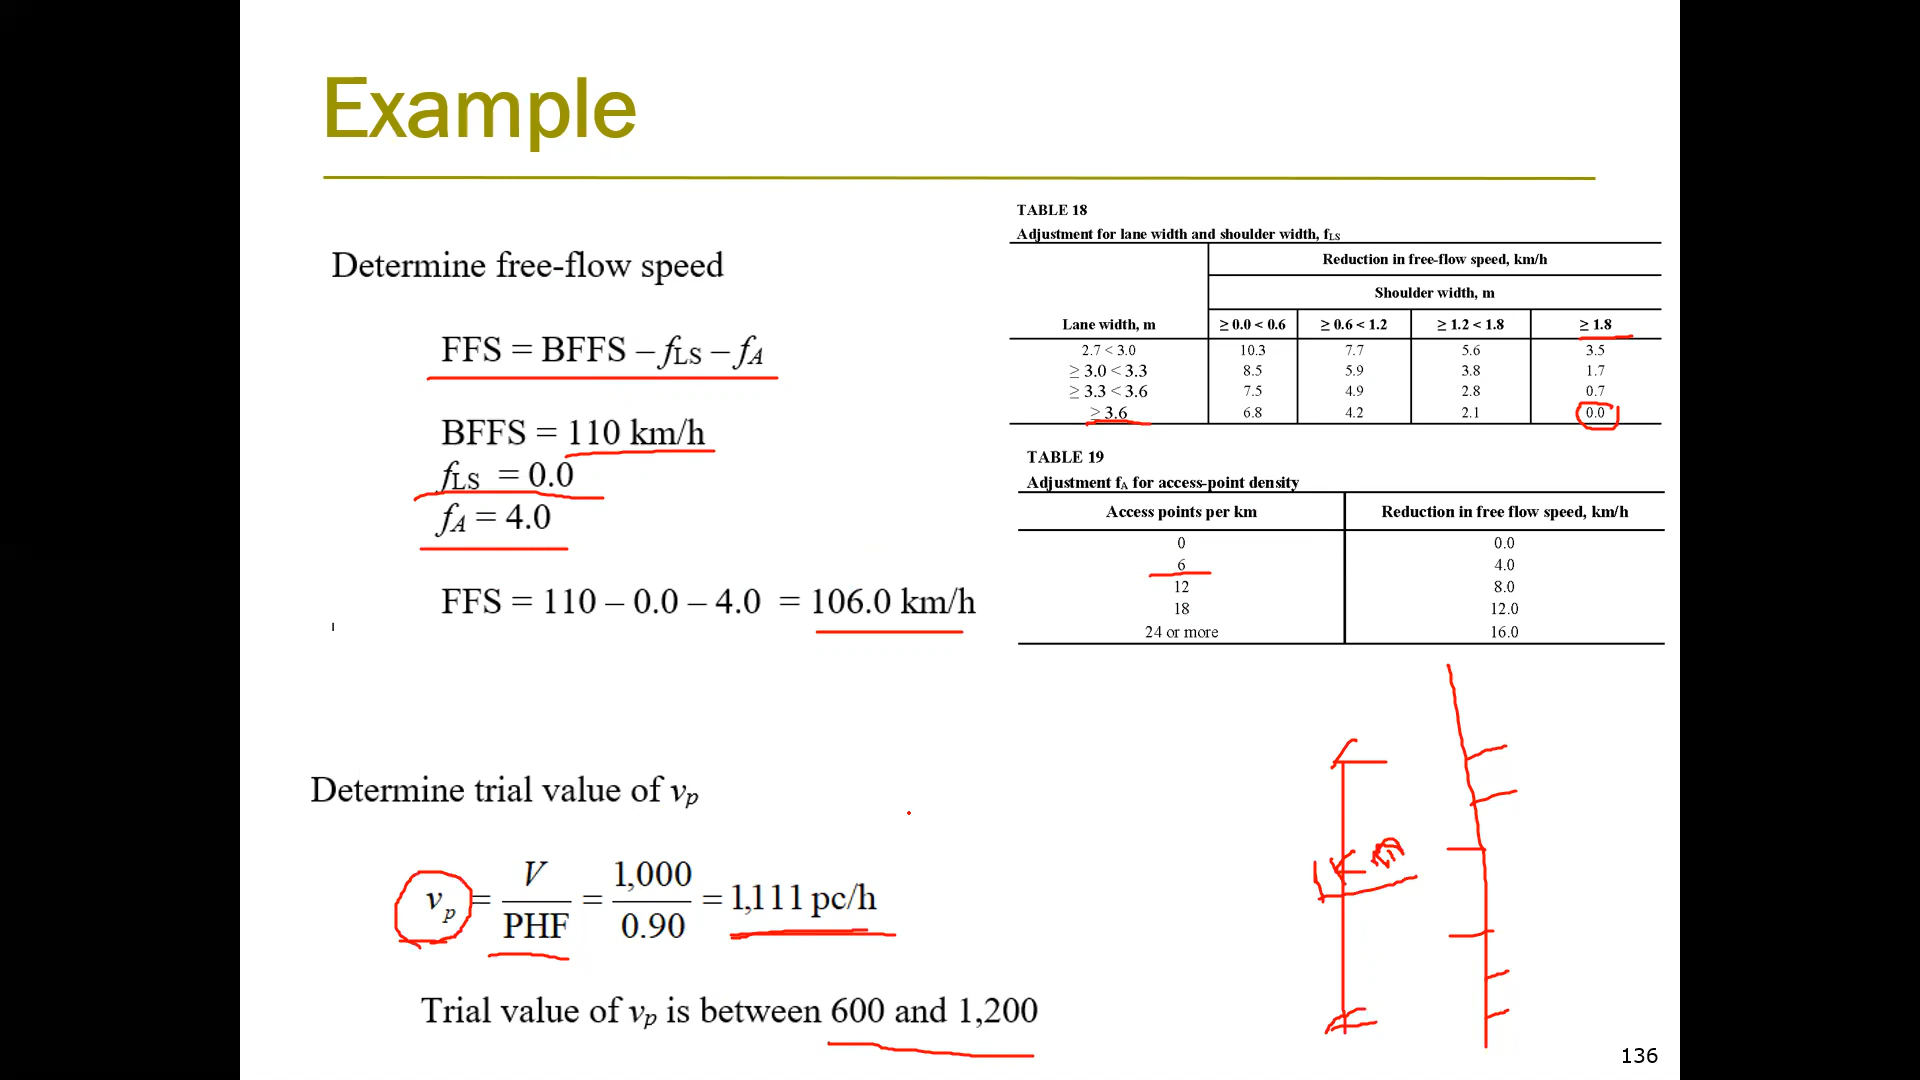 Example
Determine free-flow speed
FFS = BFFS – fLS – fA
BFFS = 110 km/h
fLS = 0.0
fA = 4.0
FFS = 110 – 0.0 – 4.0 = 106.0 km/h
TABLE 18
Adjustment for lane width and shoulder width, fLS
Reduction in free-flow speed, km/h
Shoulder width, m
Lane width, m ≥ 0.0 < 0.6 ≥ 0.6 < 1.2 ≥ 1.2 < 1.8 ≥ 1.8
2.7 < 3.0 10.3 7.7 5.6 3.5
≥ 3.0 < 3.3 8.5 5.9 3.8 1.7
≥ 3.3 < 3.6 7.5 4.9 2.8 0.7
≥ 3.6 6.8 4.2 2.1 0.0
TABLE 19
Adjustment fA for access-point density
Access points per km Reduction in free flow speed, km/h
0 0.0
6 4.0
12 8.0
18 12.0
24 or more 16.0
Determine trial value of vp
vp = V / PHF = 1,000 / 0.90 = 1,111 pc/h
Trial value of vp is between 600 and 1,200
136